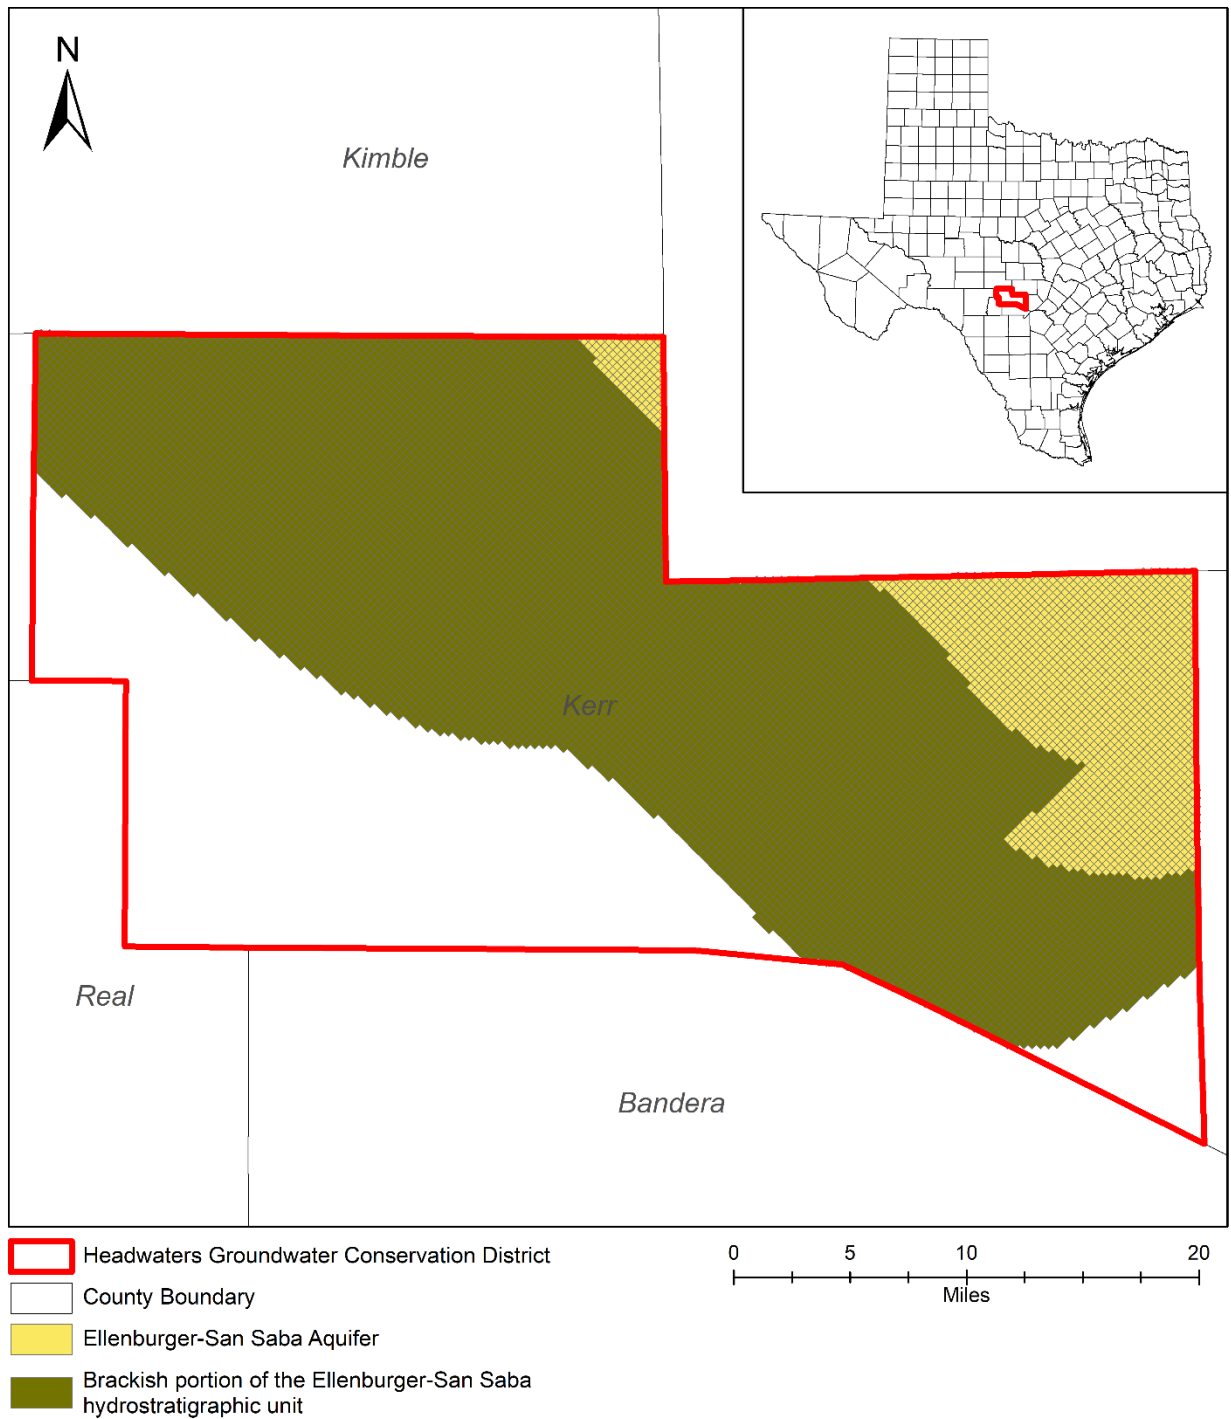 N
Kimble
Kerr
Real
Bandera
Headwaters Groundwater Conservation District
County Boundary
Ellenburger-San Saba Aquifer
Brackish portion of the Ellenburger-San Saba
hydrostratigraphic unit
0 5 10 20
Miles